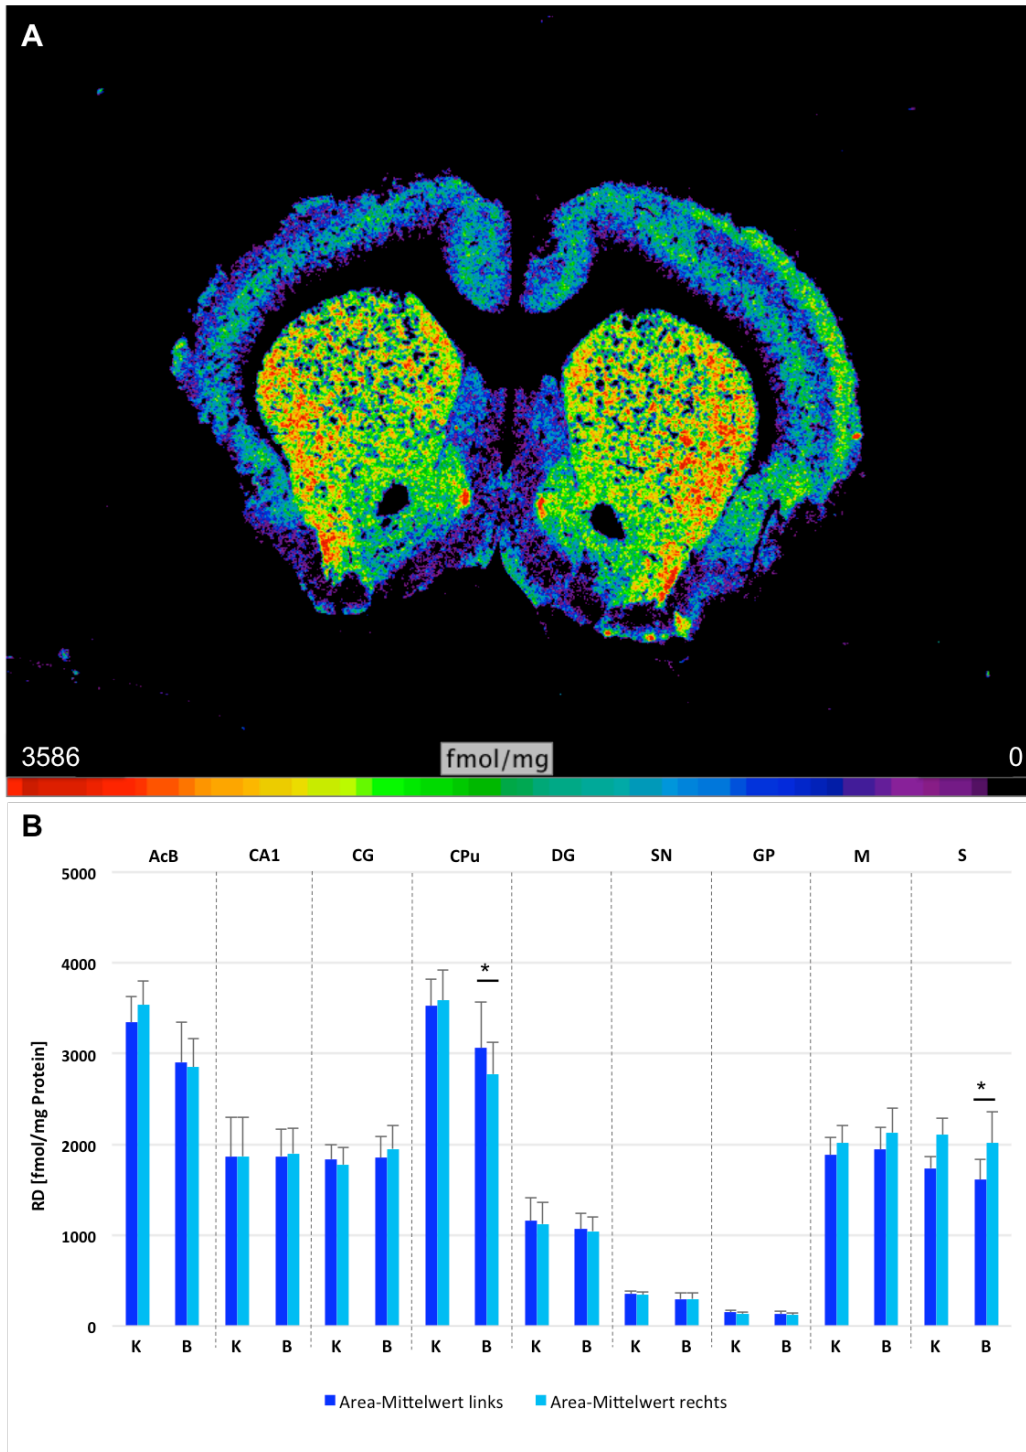 A
3586 fmol/mg 0
B
AcB CA1 CG CPu DG SN GP M S
RD [fmol/mg Protein]
5000
4000
3000
2000
1000
0
* *
K B K B K B K B K B K B K B K B K B
Area-Mittelwert links Area-Mittelwert rechts